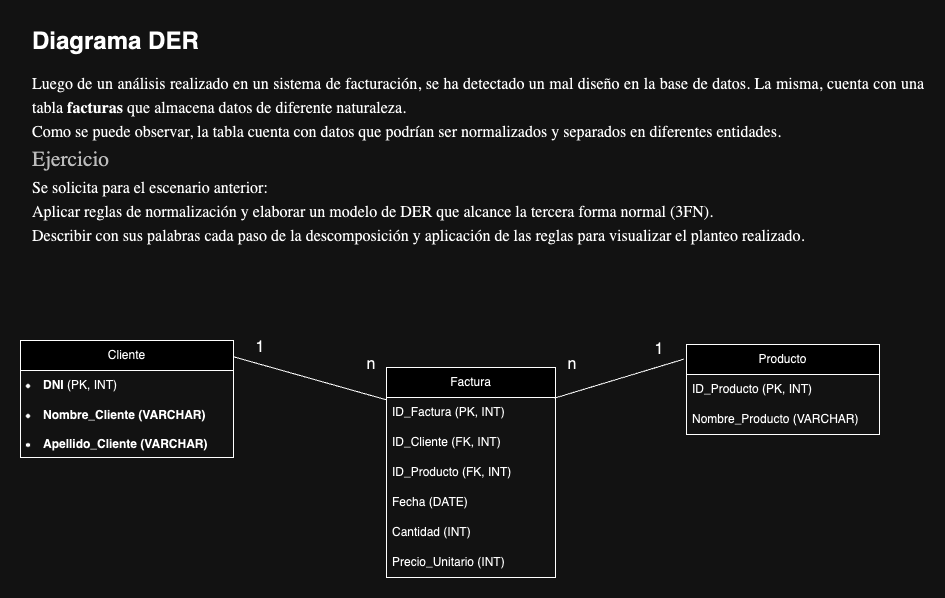 Diagrama DER
Luego de un análisis realizado en un sistema de facturación, se ha detectado un mal diseño en la base de datos. La misma, cuenta con una
tabla facturas que almacena datos de diferente naturaleza.
Como se puede observar, la tabla cuenta con datos que podrían ser normalizados y separados en diferentes entidades.
Ejercicio
Se solicita para el escenario anterior:
Aplicar reglas de normalización y elaborar un modelo de DER que alcance la tercera forma normal (3FN).
Describir con sus palabras cada paso de la descomposición y aplicación de las reglas para visualizar el planteo realizado.
Cliente
• DNI (PK, INT)
• Nombre_Cliente (VARCHAR)
• Apellido_Cliente (VARCHAR)
1
n
Factura
ID_Factura (PK, INT)
ID_Cliente (FK, INT)
ID_Producto (FK, INT)
Fecha (DATE)
Cantidad (INT)
Precio_Unitario (INT)
n
1
Producto
ID_Producto (PK, INT)
Nombre_Producto (VARCHAR)